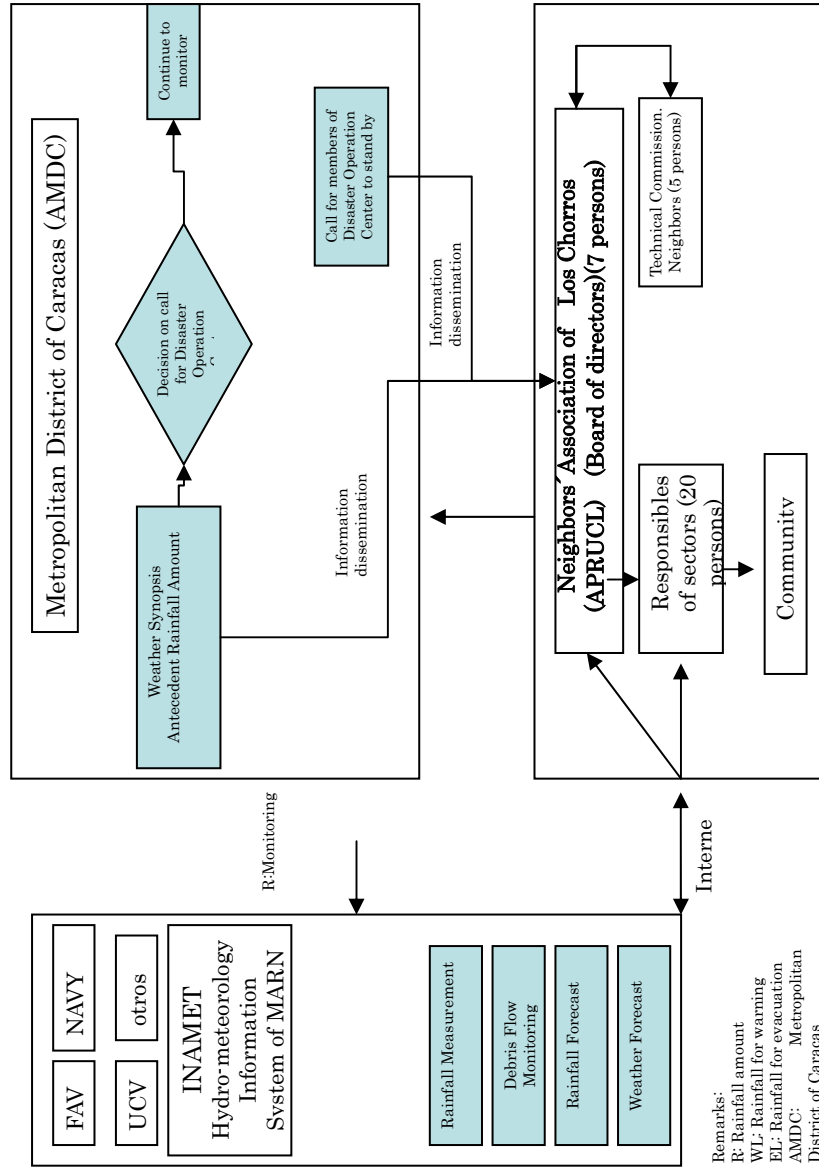 Metropolitan District of Caracas (AMDC)
Weather Synopsis
Antecedent Rainfall Amount
Decision on call
for Disaster
Operation
Continue to
monitor
Call for members of
Disaster Operation
Center to stand by
Information
dissemination
Information
dissemination
FAV
NAVY
UCV
otros
INAMET
Hydro-meteorology
Information
System of MARN
Rainfall Measurement
Debris Flow
Monitoring
Rainfall Forecast
Weather Forecast
R:Monitoring
Interne
Neighbors´Association of Los Chorros
(APRUCL) (Board of directors)(7 persons)
Technical Commission.
Neighbors (5 persons)
Responsibles
of sectors (20
persons)
Community
Remarks:
R: Rainfall amount
WL: Rainfall for warning
EL: Rainfall for evacuation
AMDC: Metropolitan
District of Caracas